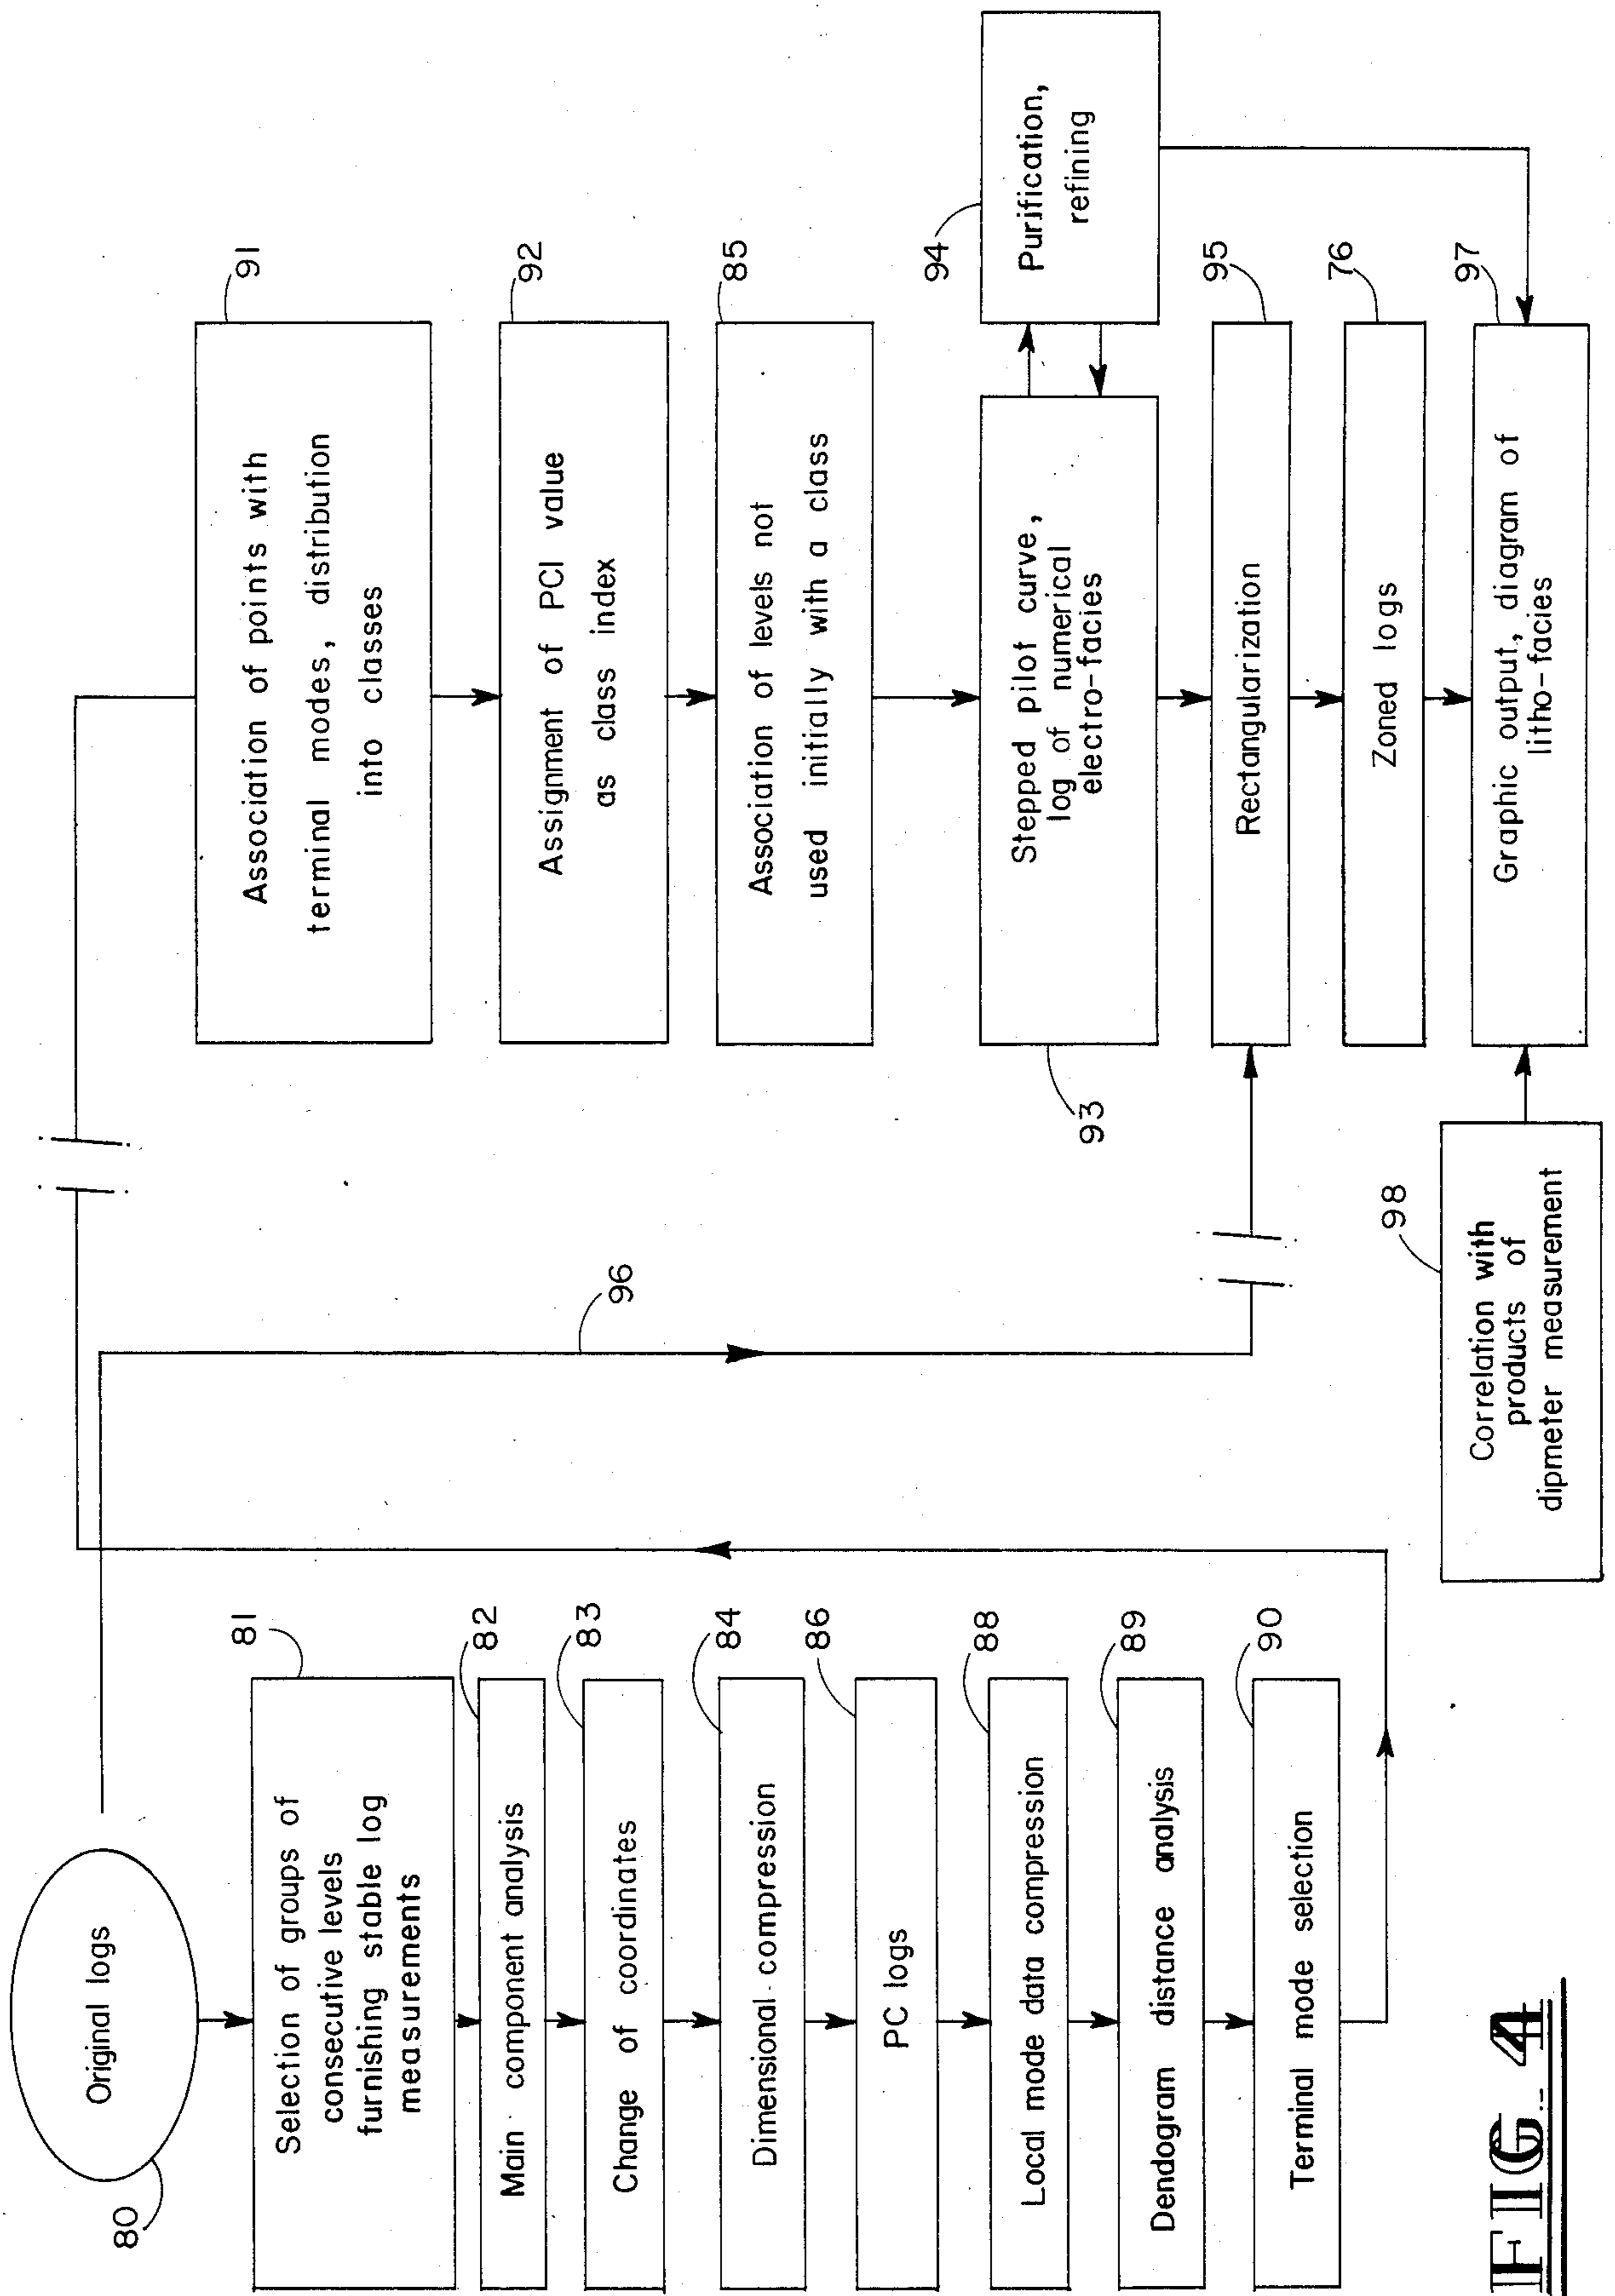 80
Original logs
81
Selection of groups of
consecutive levels
furnishing stable log
measurements
82
Main component analysis
83
Change of coordinates
84
Dimensional compression
86
PC logs
88
Local mode data compression
89
Dendogram distance analysis
90
Terminal mode selection
96
91
Association of points with
terminal modes, distribution
into classes
92
Assignment of PCI value
as class index
85
Association of levels not
used initially with a class
93
Stepped pilot curve,
log of numerical
electro-facies
94
Purification,
refining
95
Rectangularization
76
Zoned logs
97
Graphic output, diagram of
litho-facies
98
Correlation with
products of
dipmeter measurement
FIG. 4